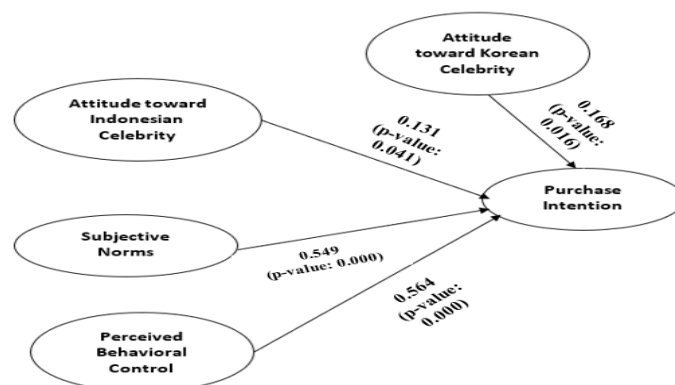 Attitude
toward Korean
Celebrity
Attitude toward
Indonesian
Celebrity
0.131
(p-value:
0.041)
0.168
(p-value:
0.016)
Purchase
Intention
Subjective
Norms
0.549
(p-value: 0.000)
0.564
(p-value:
0.000)
Perceived
Behavioral
Control